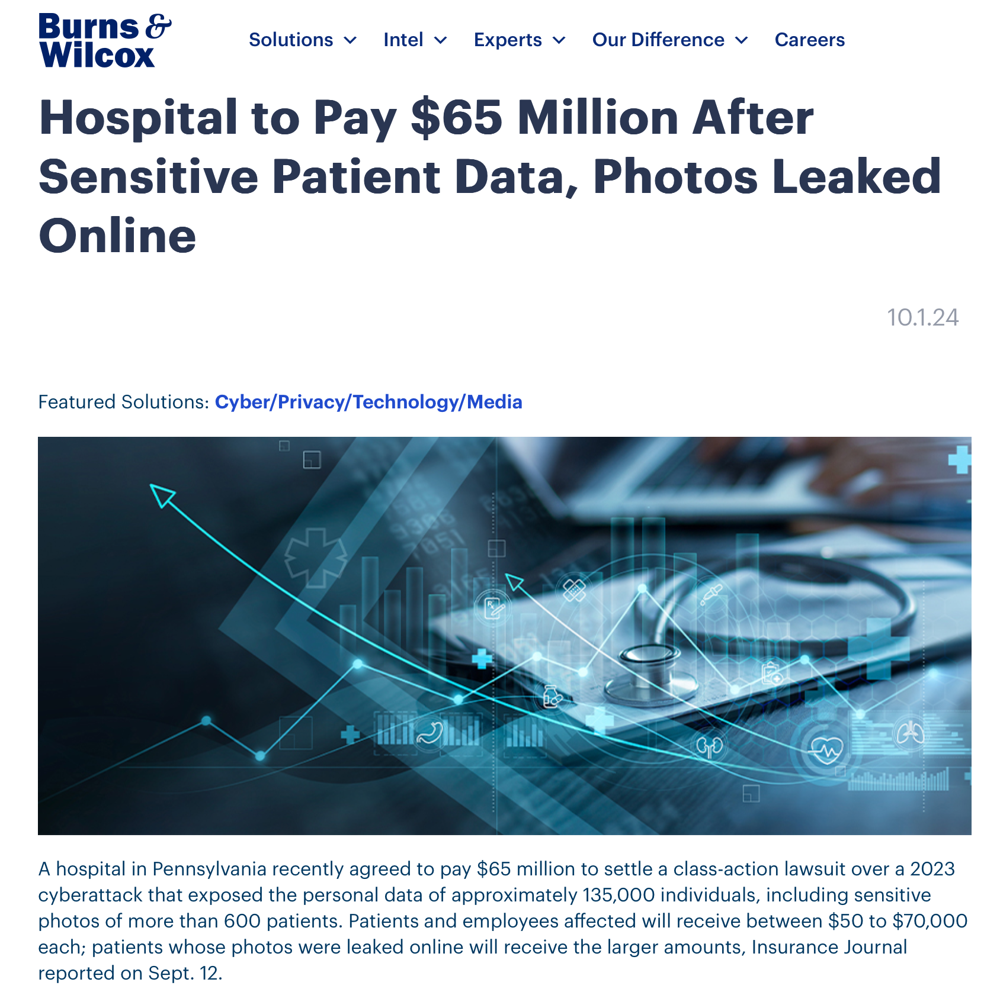 Burns &
Wilcox
Solutions
Intel
Experts
Our Difference
Careers
Hospital to Pay $65 Million After
Sensitive Patient Data, Photos Leaked
Online
10.1.24
Featured Solutions: Cyber/Privacy/Technology/Media
A hospital in Pennsylvania recently agreed to pay $65 million to settle a class-action lawsuit over a 2023
cyberattack that exposed the personal data of approximately 135,000 individuals, including sensitive
photos of more than 600 patients. Patients and employees affected will receive between $50 to $70,000
each; patients whose photos were leaked online will receive the larger amounts, Insurance Journal
reported on Sept. 12.